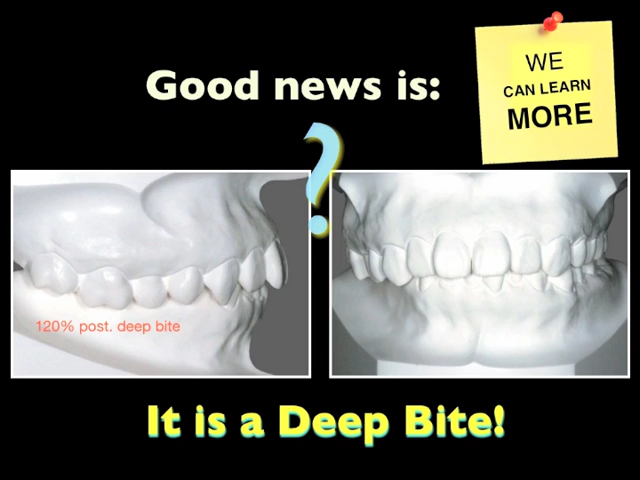 Good news is:
WE
CAN LEARN
MORE
?
120% post. deep bite
It is a Deep Bite!